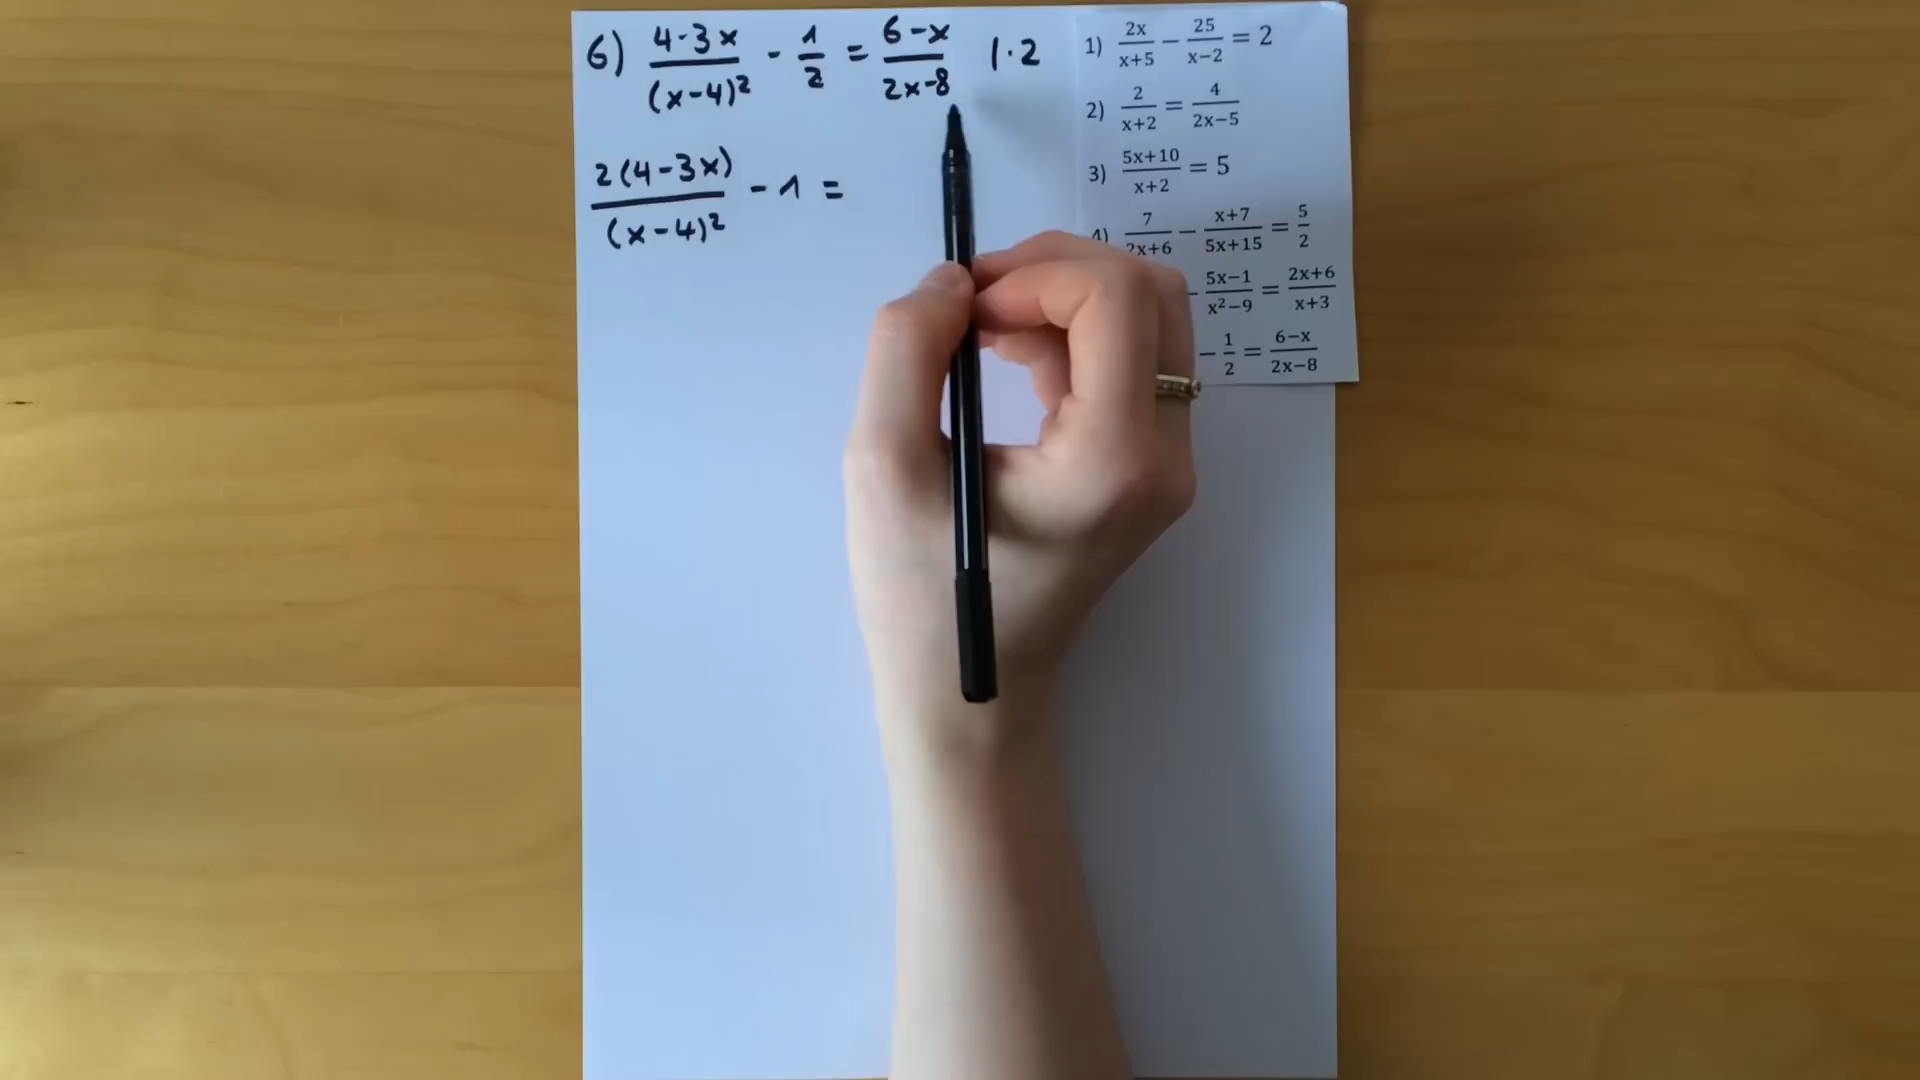 6) (4-3x)/(x-4)² - 1/2 = (6-x)/(2x-8) |·2
2(4-3x)/(x-4)² - 1 =
1) 2x/(x+5) − 25/(x−2) = 2
2) 2/(x+2) = 4/(2x−5)
3) (5x+10)/(x+2) = 5
4) 7/(2x+6) − (x+7)/(5x+15) = 5/2
− (5x−1)/(x²−9) = (2x+6)/(x+3)
− 1/2 = (6−x)/(2x−8)